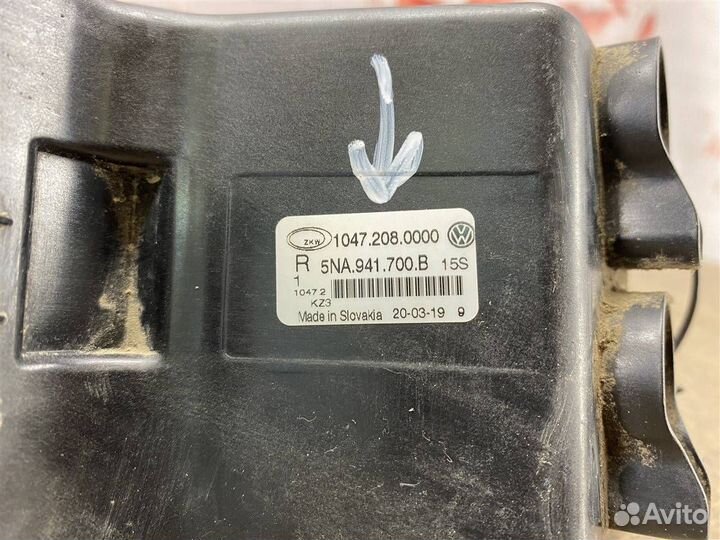 ZKW 1047.208.0000
R 5NA.941.700.B 15S
1
1047 2
KZ3
Made in Slovakia 20-03-19 9
Avito